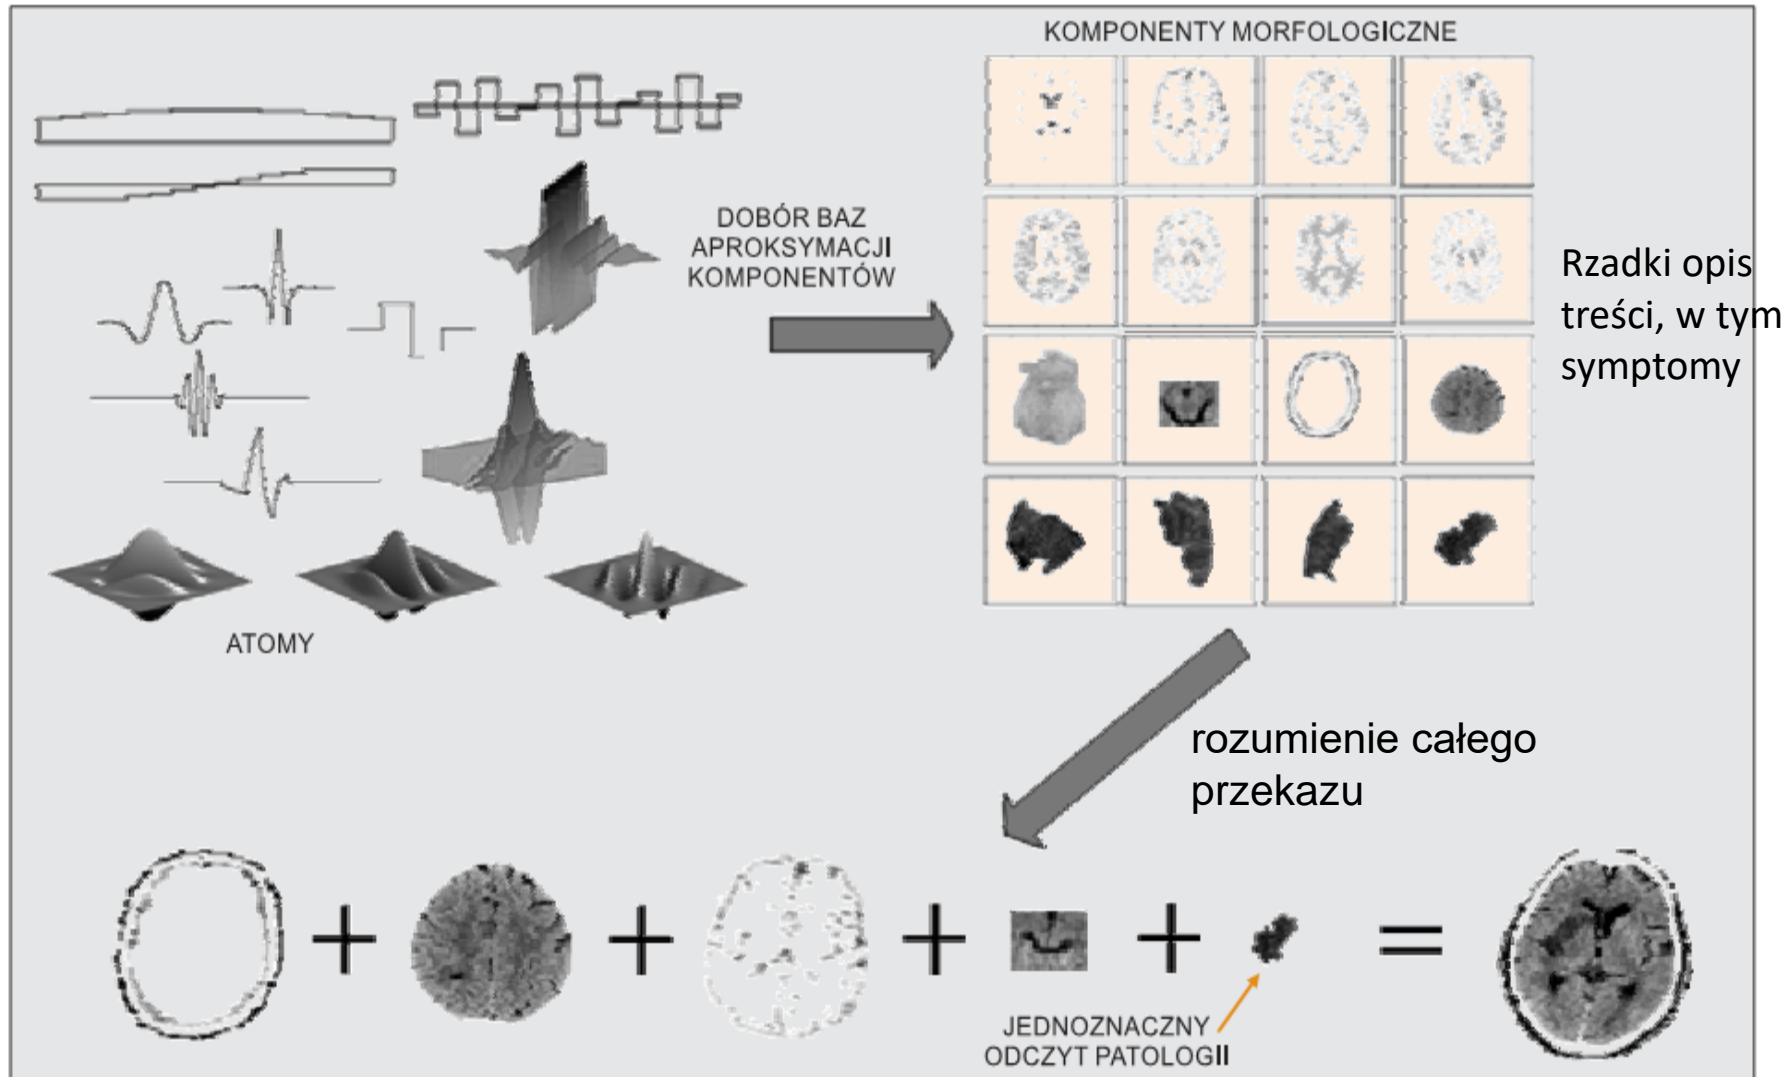 KOMPONENTY MORFOLOGICZNE
DOBÓR BAZ
APROKSYMACJI
KOMPONENTÓW
Rzadki opis
treści, w tym
symptomy
ATOMY
rozumienie całego
przekazu
JEDNOZNACZNY
ODCZYT PATOLOGII